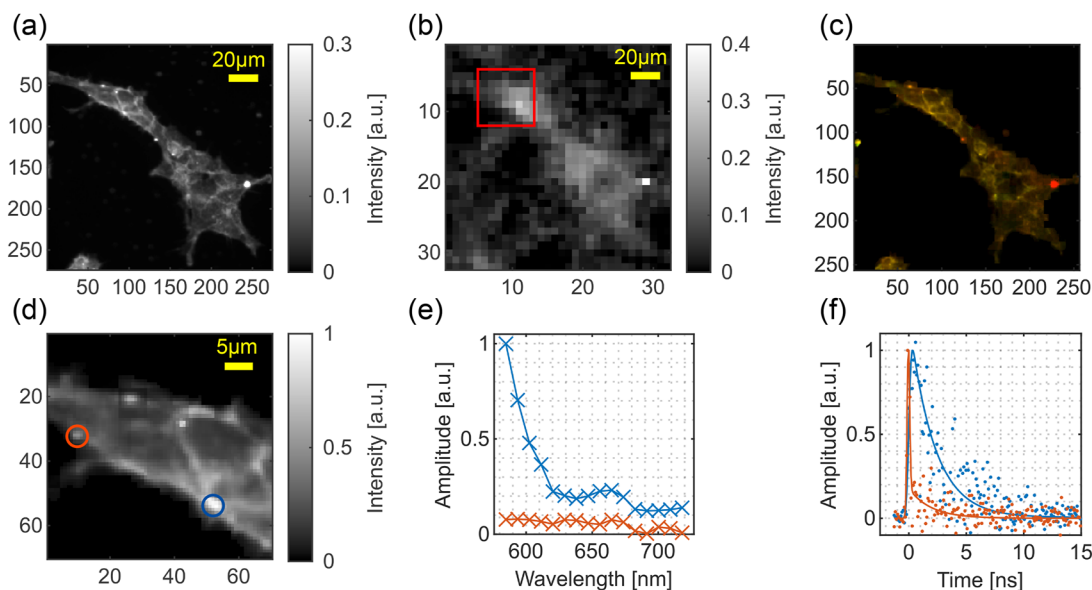 (a)
20µm
50
100
150
200
250
50 100 150 200 250
0.3
0.2
0.1
0
Intensity [a.u.]
(b)
20µm
10
20
30
10 20 30
0.4
0.3
0.2
0.1
0
Intensity [a.u.]
(c)
50
100
150
200
250
50 100 150 200 250
(d)
5µm
20
40
60
20 40 60
1
0.5
0
Intensity [a.u.]
(e)
1
0.5
0
Amplitude [a.u.]
600 650 700
Wavelength [nm]
(f)
1
0.5
0
Amplitude [a.u.]
0 5 10 15
Time [ns]